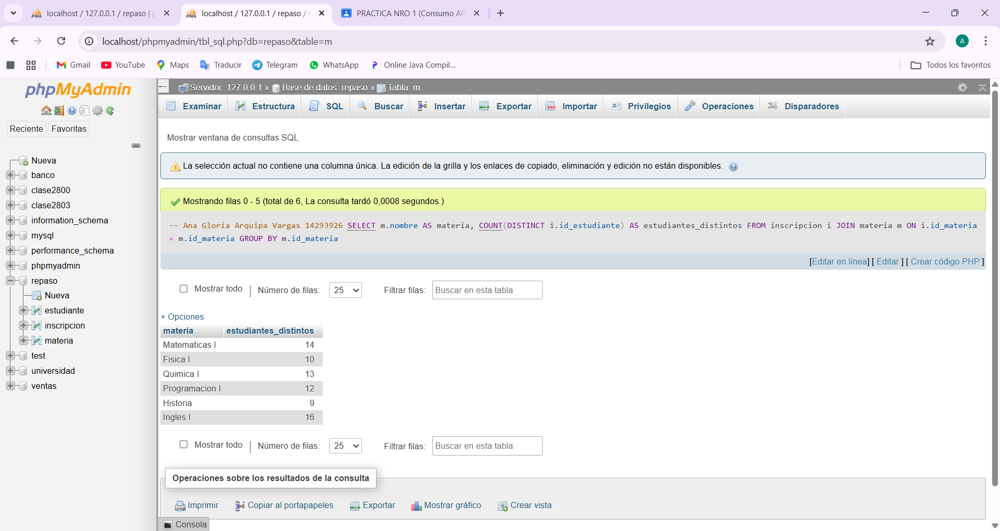 localhost / 127.0.0.1 / repaso |
localhost / 127.0.0.1 / repaso /
PRACTICA NRO 1 (Consumo AP
localhost/phpmyadmin/tbl_sql.php?db=repaso&table=m
A
Gmail
YouTube
Maps
Traducir
Telegram
WhatsApp
Online Java Compil...
Todos los favoritos
phpMyAdmin
Reciente
Favoritas
Nueva
banco
clase2800
clase2803
information_schema
mysql
performance_schema
phpmyadmin
repaso
Nueva
estudiante
inscripcion
materia
test
universidad
ventas
Servidor: 127.0.0.1 » Base de datos: repaso » Tabla: m
Examinar
Estructura
SQL
Buscar
Insertar
Exportar
Importar
Privilegios
Operaciones
Disparadores
Mostrar ventana de consultas SQL
La selección actual no contiene una columna única. La edición de la grilla y los enlaces de copiado, eliminación y edición no están disponibles.
Mostrando filas 0 - 5 (total de 6, La consulta tardó 0,0008 segundos.)
-- Ana Gloria Arquipa Vargas 14293926 SELECT m.nombre AS materia, COUNT(DISTINCT i.id_estudiante) AS estudiantes_distintos FROM inscripcion i JOIN materia m ON i.id_materia
= m.id_materia GROUP BY m.id_materia
[Editar en línea] [ Editar ] [ Crear código PHP ]
Mostrar todo | Número de filas: 25 Filtrar filas: Buscar en esta tabla
+ Opciones
materia estudiantes_distintos
Matematicas I 14
Fisica I 10
Quimica I 13
Programacion I 12
Historia 9
Ingles I 16
Mostrar todo | Número de filas: 25 Filtrar filas: Buscar en esta tabla
Operaciones sobre los resultados de la consulta
Imprimir
Copiar al portapapeles
Exportar
Mostrar gráfico
Crear vista
Consola